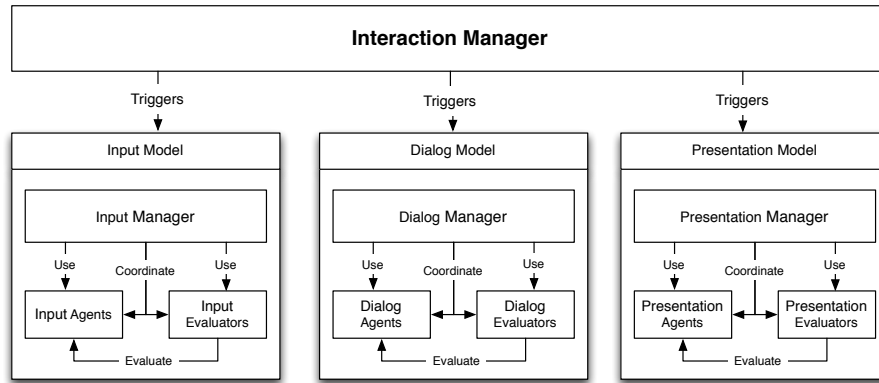 Interaction Manager
Triggers Triggers Triggers
Input Model Dialog Model Presentation Model
Input Manager Dialog Manager Presentation Manager
Use Coordinate Use Use Coordinate Use Use Coordinate Use
Input Agents
Input
Evaluators
Dialog
Agents
Dialog
Evaluators
Presentation
Agents
Presentation
Evaluators
Evaluate Evaluate Evaluate